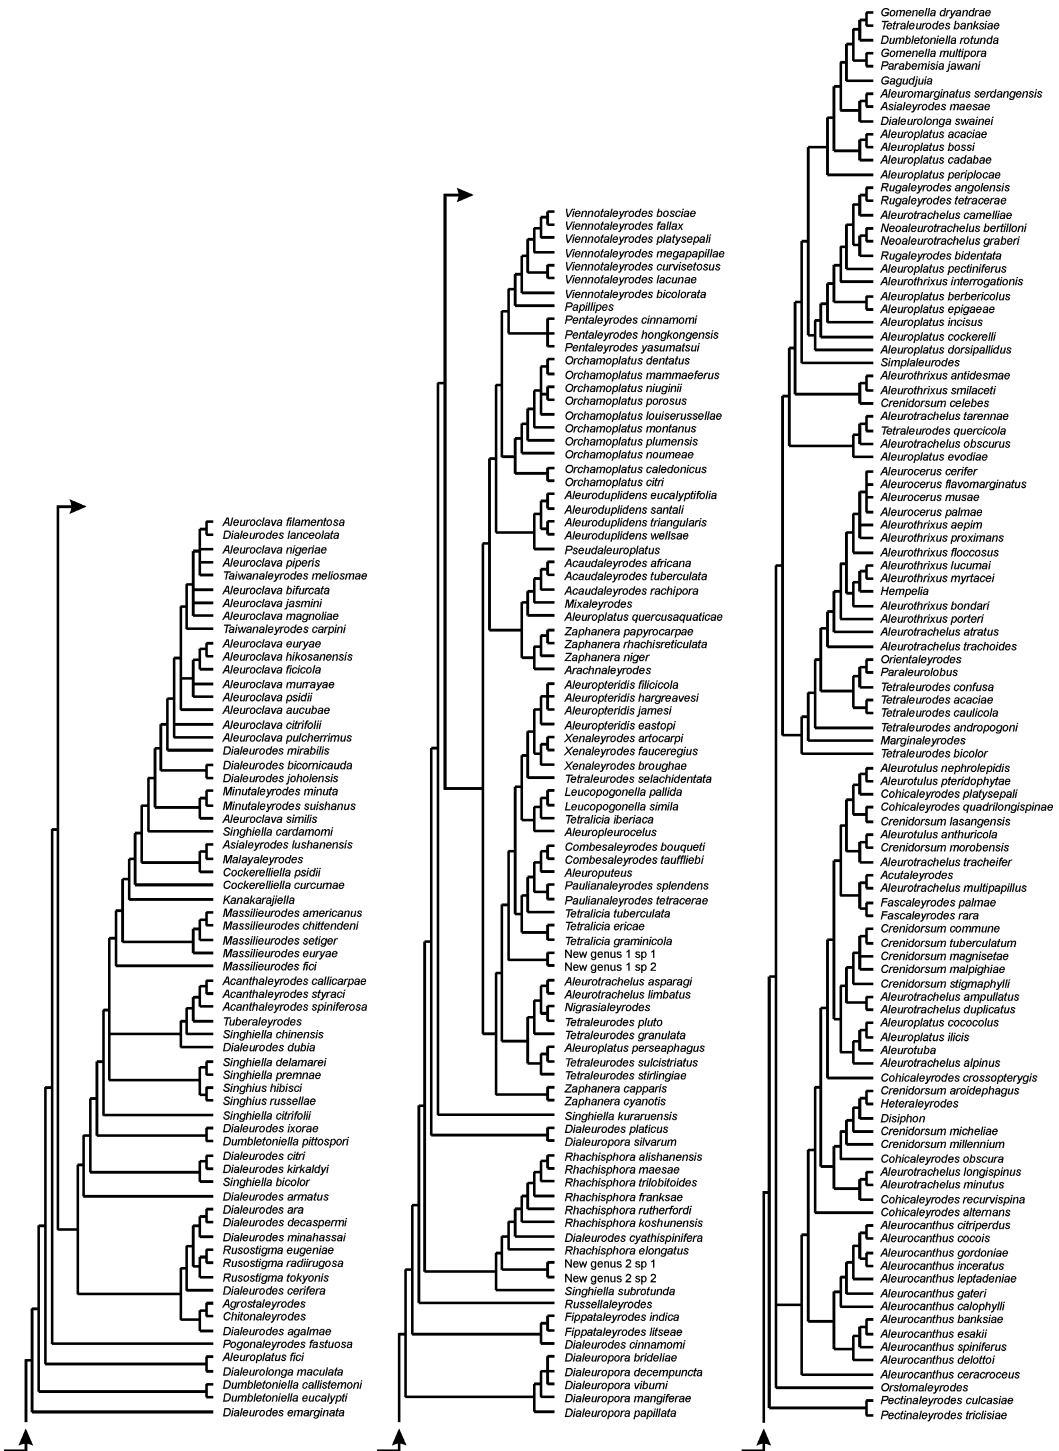 Aleuroclava filamentosa
Dialeurodes lanceolata
Aleuroclava nigeriae
Aleuroclava piperis
Taiwanaleyrodes meliosmae
Aleuroclava bifurcata
Aleuroclava jasmini
Aleuroclava magnoliae
Taiwanaleyrodes carpini
Aleuroclava euryae
Aleuroclava hikosanensis
Aleuroclava ficicola
Aleuroclava murrayae
Aleuroclava psidii
Aleuroclava aucubae
Aleuroclava citrifolii
Aleuroclava pulcherrimus
Dialeurodes mirabilis
Dialeurodes bicornicauda
Dialeurodes joholensis
Minutaleyrodes minuta
Minutaleyrodes suishanus
Aleuroclava similis
Singhiella cardamomi
Asialeyrodes lushanensis
Malayaleyrodes
Cockerelliella psidii
Cockerelliella curcumae
Kanakarajiella
Massilieurodes americanus
Massilieurodes chittendeni
Massilieurodes setiger
Massilieurodes euryae
Massilieurodes fici
Acanthaleyrodes callicarpae
Acanthaleyrodes styraci
Acanthaleyrodes spiniferosa
Tuberaleyrodes
Singhiella chinensis
Dialeurodes dubia
Singhiella delamarei
Singhiella premnae
Singhius hibisci
Singhius russellae
Singhiella citrifolii
Dialeurodes ixorae
Dumbletoniella pittospori
Dialeurodes citri
Dialeurodes kirkaldyi
Singhiella bicolor
Dialeurodes armatus
Dialeurodes ara
Dialeurodes decaspermi
Dialeurodes minahassai
Rusostigma eugeniae
Rusostigma radiirugosa
Rusostigma tokyonis
Dialeurodes cerifera
Agrostaleyrodes
Chitonaleyrodes
Dialeurodes agalmae
Pogonaleyrodes fastuosa
Aleuroplatus fici
Dialeurolonga maculata
Dumbletoniella callistemoni
Dumbletoniella eucalypti
Dialeurodes emarginata
Viennotaleyrodes bosciae
Viennotaleyrodes fallax
Viennotaleyrodes platysepali
Viennotaleyrodes megapapillae
Viennotaleyrodes curvisetosus
Viennotaleyrodes lacunae
Viennotaleyrodes bicolorata
Papillipes
Pentaleyrodes cinnamomi
Pentaleyrodes hongkongensis
Pentaleyrodes yasumatsui
Orchamoplatus dentatus
Orchamoplatus mammaeferus
Orchamoplatus niuginii
Orchamoplatus porosus
Orchamoplatus louiserussellae
Orchamoplatus montanus
Orchamoplatus plumensis
Orchamoplatus noumeae
Orchamoplatus caledonicus
Orchamoplatus citri
Aleuroduplidens eucalyptifolia
Aleuroduplidens santali
Aleuroduplidens triangularis
Aleuroduplidens wellsae
Pseudaleuroplatus
Acaudaleyrodes africana
Acaudaleyrodes tuberculata
Acaudaleyrodes rachipora
Mixaleyrodes
Aleuroplatus quercusaquaticae
Zaphanera papyrocarpae
Zaphanera rhachisreticulata
Zaphanera niger
Arachnaleyrodes
Aleuropteridis filicicola
Aleuropteridis hargreavesi
Aleuropteridis jamesi
Aleuropteridis eastopi
Xenaleyrodes artocarpi
Xenaleyrodes fauceregius
Xenaleyrodes broughae
Tetraleurodes selachidentata
Leucopogonella pallida
Leucopogonella simila
Tetralicia iberiaca
Aleuropleurocelus
Combesaleyrodes bouqueti
Combesaleyrodes tauffliebi
Aleuroputeus
Paulianaleyrodes splendens
Paulianaleyrodes tetracerae
Tetralicia tuberculata
Tetralicia ericae
Tetralicia graminicola
New genus 1 sp 1
New genus 1 sp 2
Aleurotrachelus asparagi
Aleurotrachelus limbatus
Nigrasialeyrodes
Tetraleurodes pluto
Tetraleurodes granulata
Aleuroplatus perseaphagus
Tetraleurodes sulcistriatus
Tetraleurodes stirlingiae
Zaphanera capparis
Zaphanera cyanotis
Singhiella kuraruensis
Dialeurodes platicus
Dialeuropora silvarum
Rhachisphora alishanensis
Rhachisphora maesae
Rhachisphora trilobitoides
Rhachisphora franksae
Rhachisphora rutherfordi
Rhachisphora koshunensis
Dialeurodes cyathispinifera
Rhachisphora elongatus
New genus 2 sp 1
New genus 2 sp 2
Singhiella subrotunda
Russellaleyrodes
Fippataleyrodes indica
Fippataleyrodes litseae
Dialeurodes cinnamomi
Dialeuropora brideliae
Dialeuropora decempuncta
Dialeuropora viburni
Dialeuropora mangiferae
Dialeuropora papillata
Gomenella dryandrae
Tetraleurodes banksiae
Dumbletoniella rotunda
Gomenella multipora
Parabemisia jawani
Gagudjuia
Aleuromarginatus serdangensis
Asialeyrodes maesae
Dialeurolonga swainei
Aleuroplatus acaciae
Aleuroplatus bossi
Aleuroplatus cadabae
Aleuroplatus periplocae
Rugaleyrodes angolensis
Rugaleyrodes tetracerae
Aleurotrachelus camelliae
Neoaleurotrachelus bertilloni
Neoaleurotrachelus graberi
Rugaleyrodes bidentata
Aleuroplatus pectiniferus
Aleurothrixus interrogationis
Aleuroplatus berbericolus
Aleuroplatus epigaeae
Aleuroplatus incisus
Aleuroplatus cockerelli
Aleuroplatus dorsipallidus
Simplaleurodes
Aleurothrixus antidesmae
Aleurothrixus smilaceti
Crenidorsum celebes
Aleurotrachelus tarennae
Tetraleurodes quercicola
Aleurotrachelus obscurus
Aleuroplatus evodiae
Aleurocerus cerifer
Aleurocerus flavomarginatus
Aleurocerus musae
Aleurocerus palmae
Aleurothrixus aepim
Aleurothrixus proximans
Aleurothrixus floccosus
Aleurothrixus lucumai
Aleurothrixus myrtacei
Hempelia
Aleurothrixus bondari
Aleurothrixus porteri
Aleurotrachelus atratus
Aleurotrachelus trachoides
Orientaleyrodes
Paraleurolobus
Tetraleurodes confusa
Tetraleurodes acaciae
Tetraleurodes caulicola
Tetraleurodes andropogoni
Marginaleyrodes
Tetraleurodes bicolor
Aleurotulus nephrolepidis
Aleurotulus pteridophytae
Cohicaleyrodes platysepali
Cohicaleyrodes quadrilongispinae
Crenidorsum lasangensis
Aleurotulus anthuricola
Crenidorsum morobensis
Aleurotrachelus tracheifer
Acutaleyrodes
Aleurotrachelus multipapillus
Fascaleyrodes palmae
Fascaleyrodes rara
Crenidorsum commune
Crenidorsum tuberculatum
Crenidorsum magnisetae
Crenidorsum malpighiae
Crenidorsum stigmaphylli
Aleurotrachelus ampullatus
Aleurotrachelus duplicatus
Aleuroplatus cococolus
Aleuroplatus ilicis
Aleurotuba
Aleurotrachelus alpinus
Cohicaleyrodes crossopterygis
Crenidorsum aroidephagus
Heteraleyrodes
Disiphon
Crenidorsum micheliae
Crenidorsum millennium
Cohicaleyrodes obscura
Aleurotrachelus longispinus
Aleurotrachelus minutus
Cohicaleyrodes recurvispina
Cohicaleyrodes alternans
Aleurocanthus citriperdus
Aleurocanthus cocois
Aleurocanthus gordoniae
Aleurocanthus inceratus
Aleurocanthus leptadeniae
Aleurocanthus gateri
Aleurocanthus calophylli
Aleurocanthus banksiae
Aleurocanthus esakii
Aleurocanthus spiniferus
Aleurocanthus delottoi
Aleurocanthus ceracroceus
Orstomaleyrodes
Pectinaleyrodes culcasiae
Pectinaleyrodes triclisiae